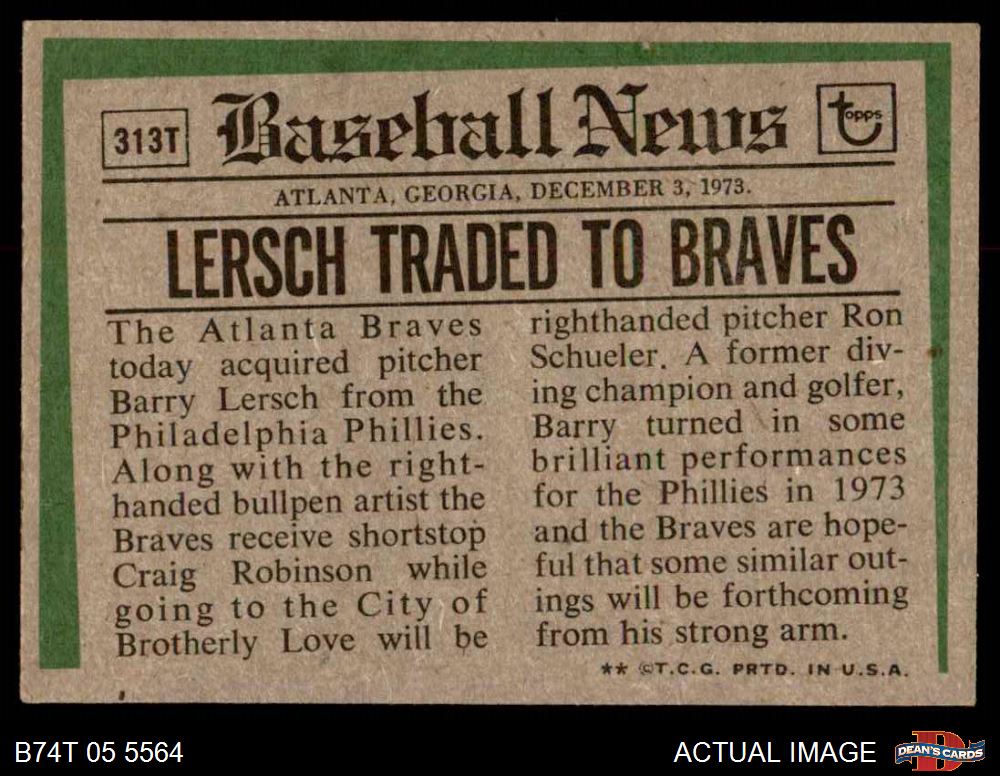 313T
Baseball News
topps
ATLANTA, GEORGIA, DECEMBER 3, 1973.
LERSCH TRADED TO BRAVES
The Atlanta Braves
today acquired pitcher
Barry Lersch from the
Philadelphia Phillies.
Along with the right-
handed bullpen artist the
Braves receive shortstop
Craig Robinson while
going to the City of
Brotherly Love will be
righthanded pitcher Ron
Schueler. A former div-
ing champion and golfer,
Barry turned in some
brilliant performances
for the Phillies in 1973
and the Braves are hope-
ful that some similar out-
ings will be forthcoming
from his strong arm.
** ©T.C.G. PRTD. IN U.S.A.
B74T 05 5564
ACTUAL IMAGE
DEAN'S CARDS